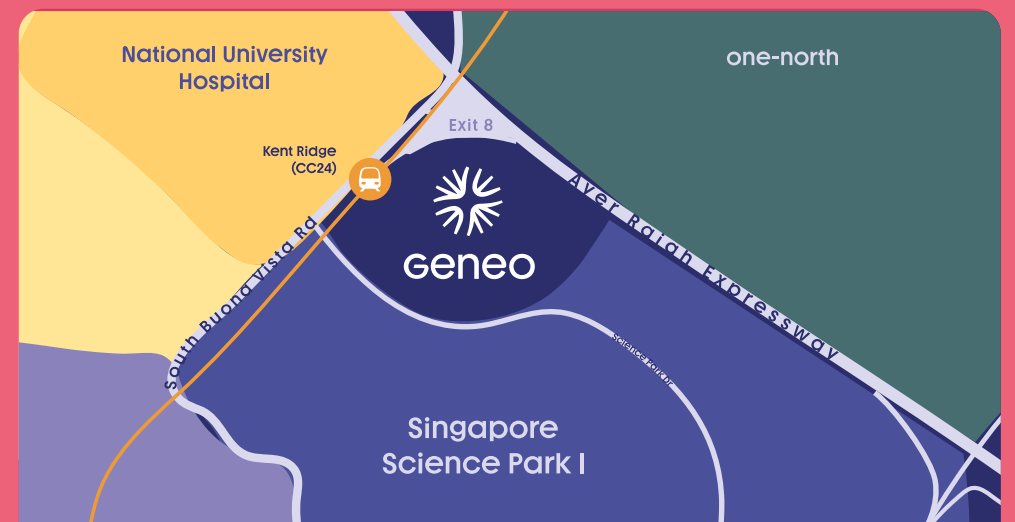 National University
Hospital
one-north
Exit 8
Kent Ridge
(CC24)
Geneo
South Buona Vista Rd
Ayer Rajah Expressway
Science Park Dr
Singapore
Science Park I